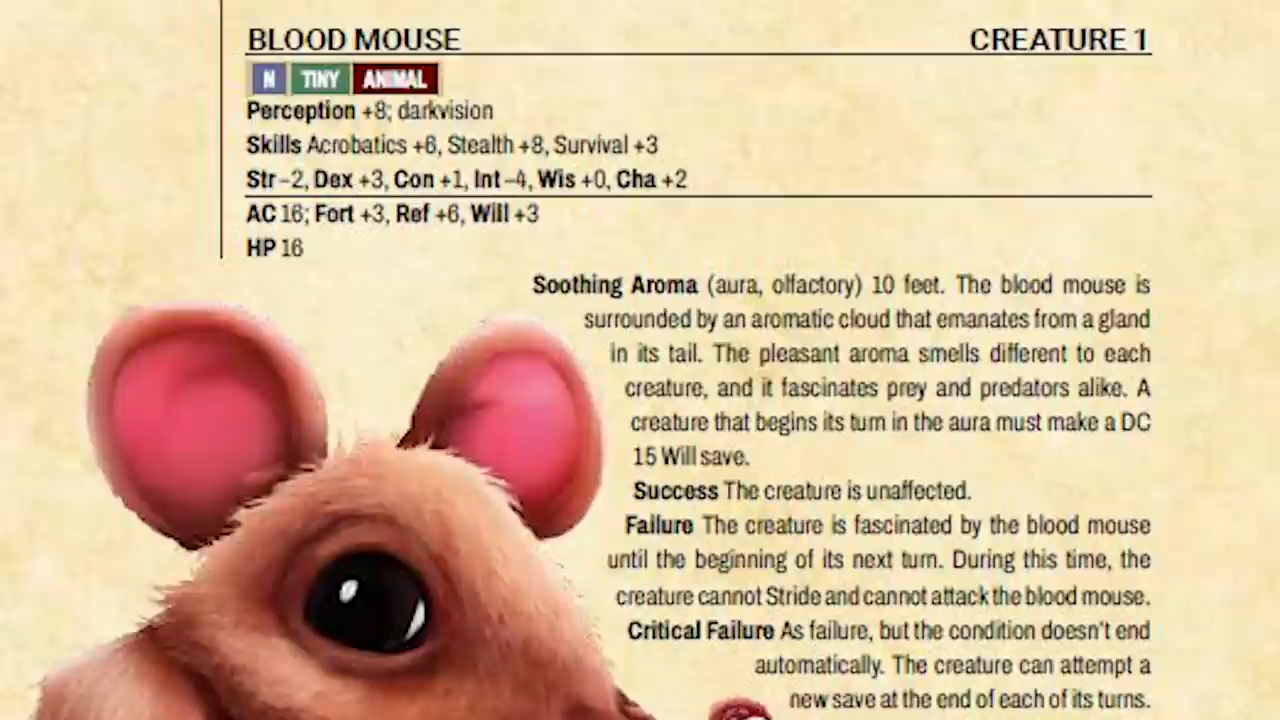 BLOOD MOUSE CREATURE 1
N TINY ANIMAL
Perception +8; darkvision
Skills Acrobatics +6, Stealth +8, Survival +3
Str –2, Dex +3, Con +1, Int –4, Wis +0, Cha +2
AC 16; Fort +3, Ref +6, Will +3
HP 16
Soothing Aroma (aura, olfactory) 10 feet. The blood mouse is
surrounded by an aromatic cloud that emanates from a gland
in its tail. The pleasant aroma smells different to each
creature, and it fascinates prey and predators alike. A
creature that begins its turn in the aura must make a DC
15 Will save.
Success The creature is unaffected.
Failure The creature is fascinated by the blood mouse
until the beginning of its next turn. During this time, the
creature cannot Stride and cannot attack the blood mouse.
Critical Failure As failure, but the condition doesn't end
automatically. The creature can attempt a
new save at the end of each of its turns.